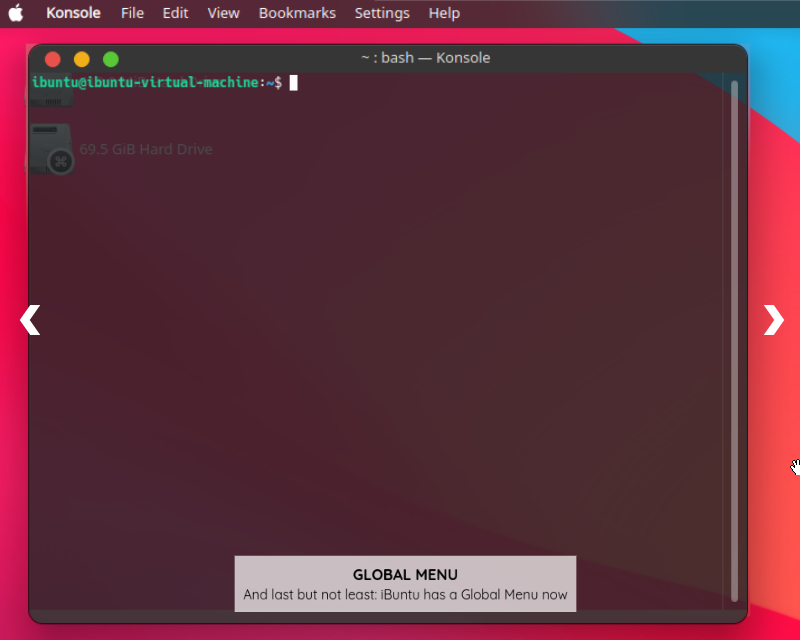 Konsole File Edit View Bookmarks Settings Help
~ : bash — Konsole
ibuntu@ibuntu-virtual-machine:~$
69.5 GiB Hard Drive
GLOBAL MENU
And last but not least: iBuntu has a Global Menu now